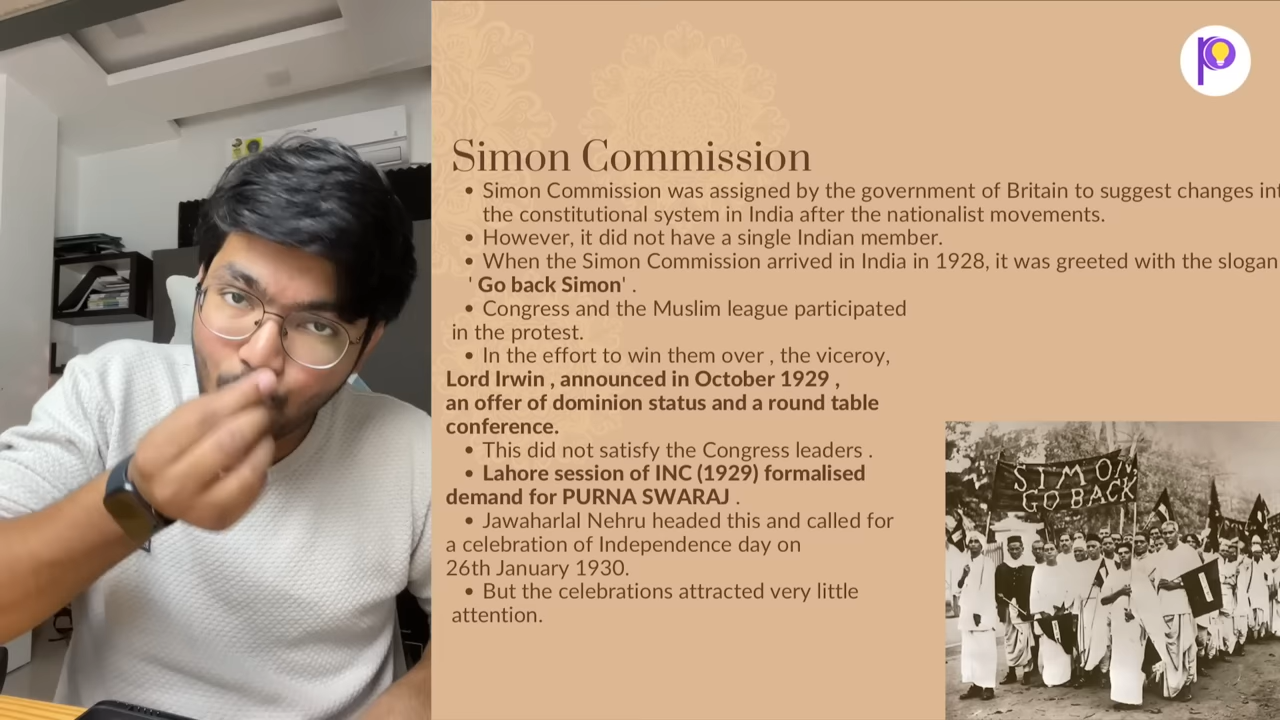 Simon Commission
• Simon Commission was assigned by the government of Britain to suggest changes int
the constitutional system in India after the nationalist movements.
• However, it did not have a single Indian member.
• When the Simon Commission arrived in India in 1928, it was greeted with the slogan
' Go back Simon' .
• Congress and the Muslim league participated
in the protest.
• In the effort to win them over , the viceroy,
Lord Irwin , announced in October 1929 ,
an offer of dominion status and a round table
conference.
• This did not satisfy the Congress leaders .
• Lahore session of INC (1929) formalised
demand for PURNA SWARAJ .
• Jawaharlal Nehru headed this and called for
a celebration of Independence day on
26th January 1930.
• But the celebrations attracted very little
attention.
SIMON,
GO BACK